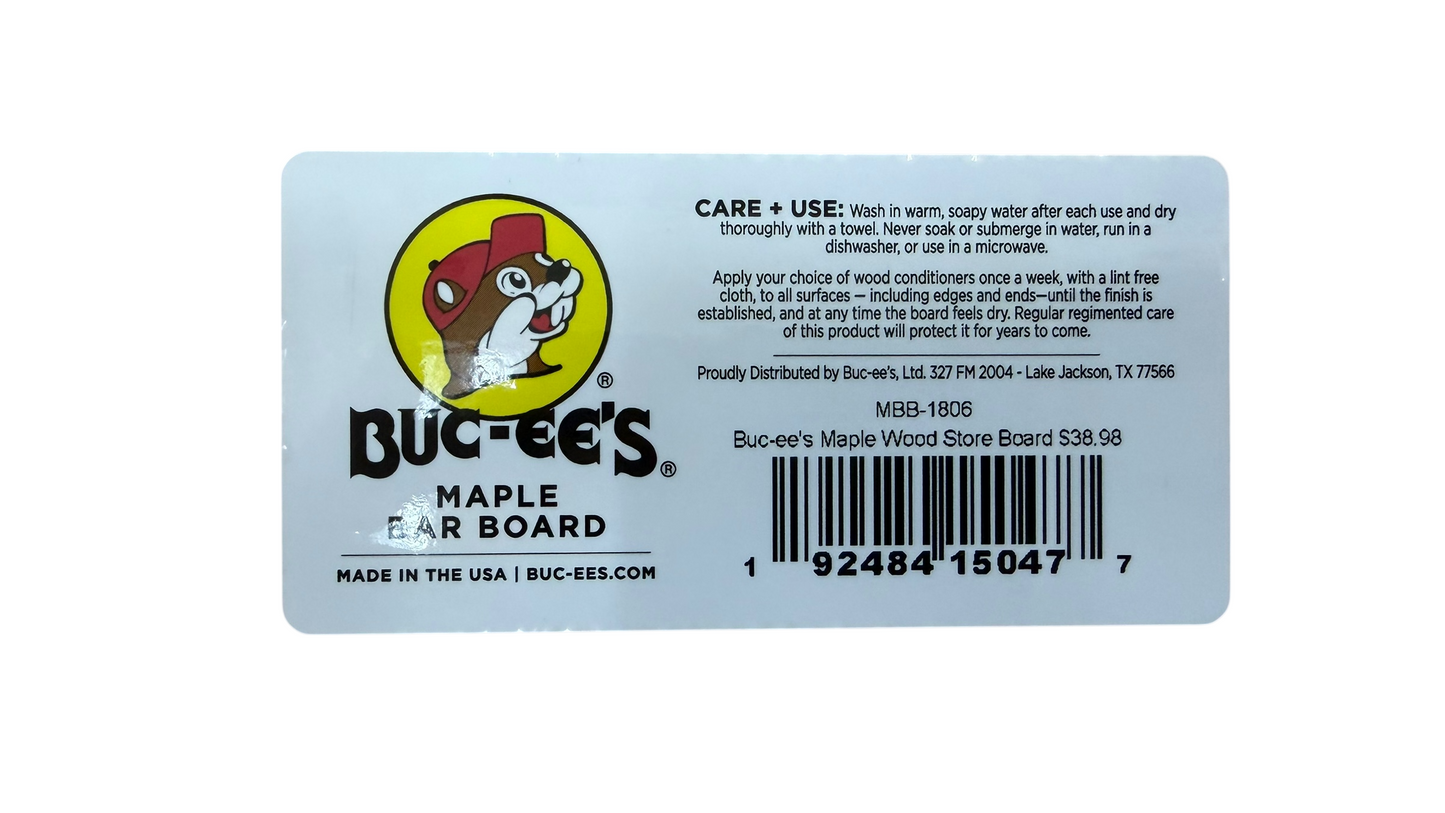 BUC-EE'S®
®
MAPLE
BAR BOARD
MADE IN THE USA | BUC-EES.COM
CARE + USE: Wash in warm, soapy water after each use and dry
thoroughly with a towel. Never soak or submerge in water, run in a
dishwasher, or use in a microwave.
Apply your choice of wood conditioners once a week, with a lint free
cloth, to all surfaces — including edges and ends—until the finish is
established, and at any time the board feels dry. Regular regimented care
of this product will protect it for years to come.
Proudly Distributed by Buc-ee's, Ltd. 327 FM 2004 - Lake Jackson, TX 77566
MBB-1806
Buc-ee's Maple Wood Store Board $38.98
1 92484 15047 7